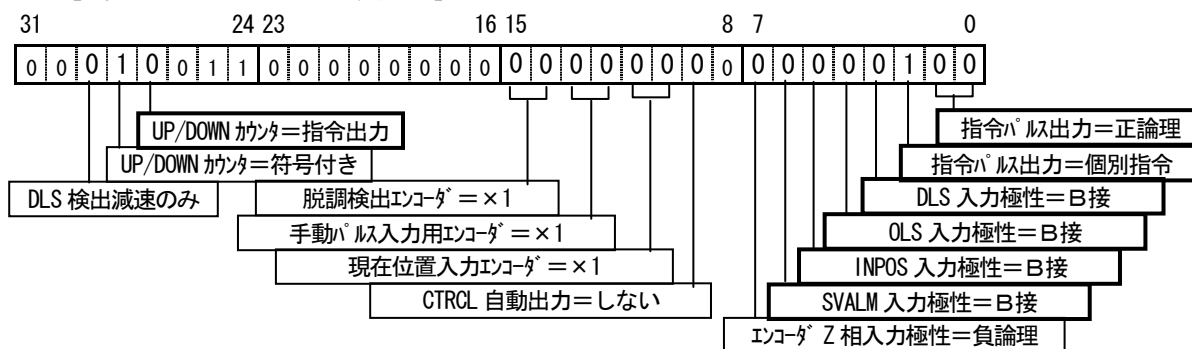 31 24 23 16 15 8 7 0
0 0 0 1 0 0 1 1 0 0 0 0 0 0 0 0 0 0 0 0 0 0 0 0 0 0 0 0 0 1 0 0
UP/DOWN ｶｳﾝﾀ＝指令出力
指令ﾊﾟﾙｽ出力＝正論理
UP/DOWN ｶｳﾝﾀ＝符号付き
指令ﾊﾟﾙｽ出力＝個別指令
DLS 検出減速のみ
脱調検出ｴﾝｺｰﾀﾞ＝×1
DLS 入力極性＝Ｂ接
手動ﾊﾟﾙｽ入力用ｴﾝｺｰﾀﾞ＝×1
OLS 入力極性＝Ｂ接
現在位置入力ｴﾝｺｰﾀﾞ＝×1
INPOS 入力極性＝Ｂ接
CTRCL 自動出力＝しない
SVALM 入力極性＝Ｂ接
ｴﾝｺｰﾀﾞ Z 相入力極性＝負論理